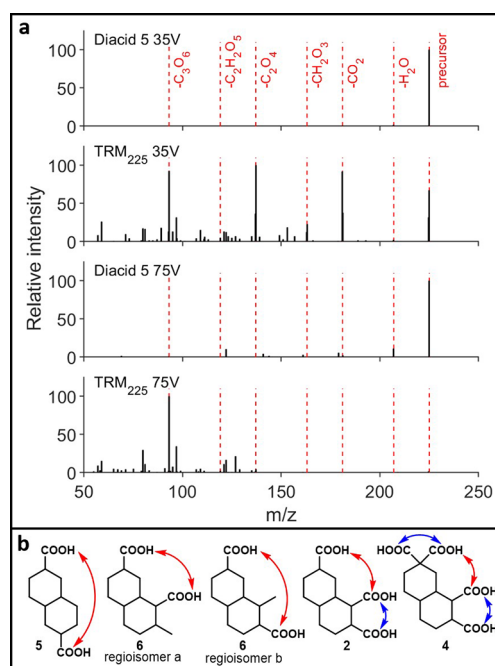 a
Diacid 5 35V
-C₃O₆
-C₂H₂O₅
-C₂O₄
-CH₂O₃
-CO₂
-H₂O
precursor
100
50
0
TRM₂₂₅ 35V
100
50
0
Relative intensity
Diacid 5 75V
100
50
0
TRM₂₂₅ 75V
100
50
0
50 100 150 200 250
m/z
b
COOH
COOH
5
COOH
COOH
6
regioisomer a
COOH
COOH
6
regioisomer b
COOH
COOH
COOH
2
HOOC
COOH
COOH
COOH
4